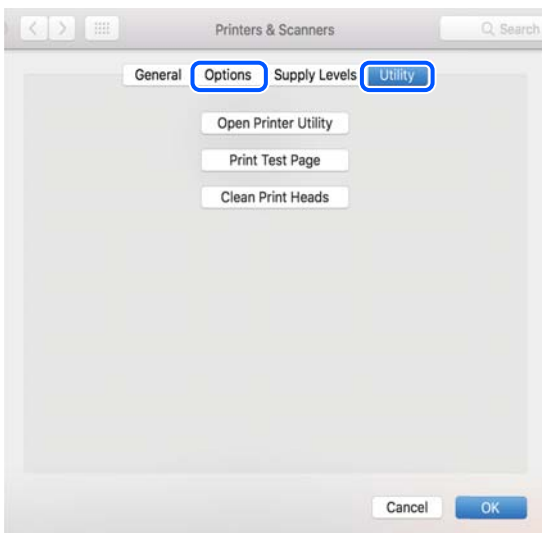 Printers & Scanners Search
General Options Supply Levels Utility
Open Printer Utility
Print Test Page
Clean Print Heads
Cancel OK